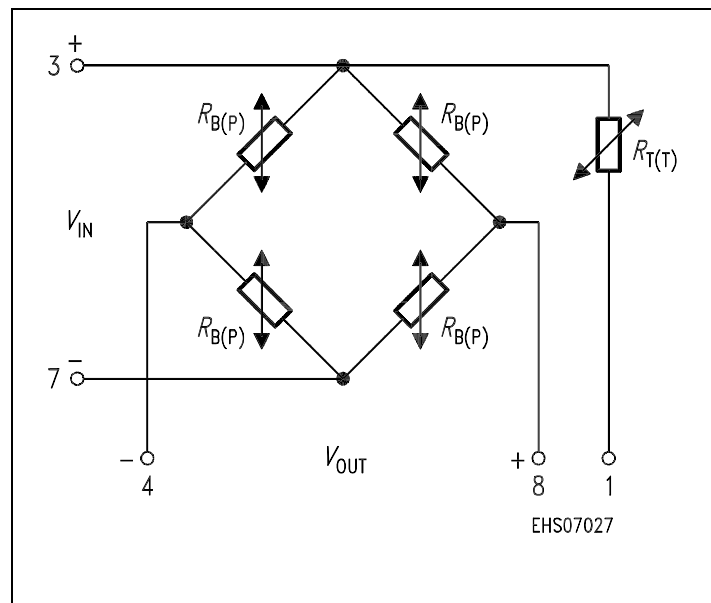 3 +
R_B(P) R_B(P)
R_T(T)
V_IN
R_B(P) R_B(P)
7 −
− 4
V_OUT
+ 8
1
EHS07027